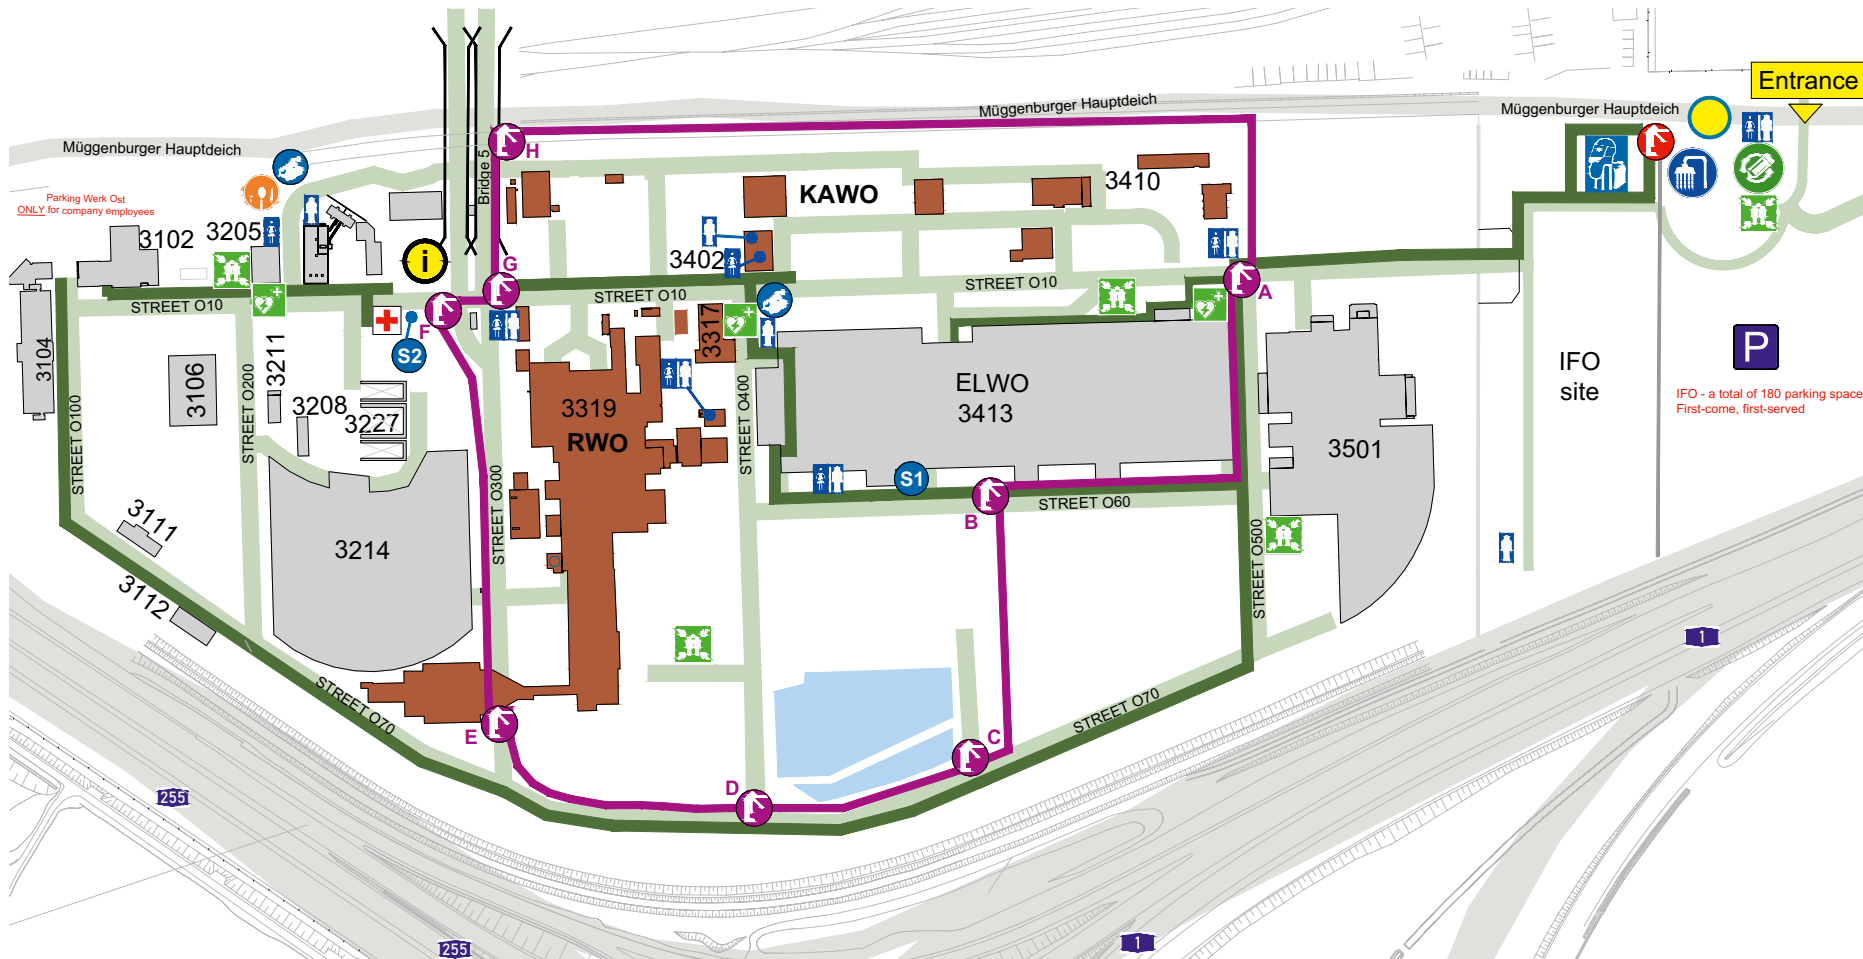 Entrance
Müggenburger Hauptdeich
Müggenburger Hauptdeich
Müggenburger Hauptdeich
Bridge 5
H
Parking Werk Ost
ONLY for company employees
3102
3205
KAWO
3410
3402
i
G
A
F
STREET O10
STREET O10
STREET O10
S2
3104
3106
3211
3208
3227
3317
3319
RWO
ELWO
3413
3501
IFO
site
P
IFO - a total of 180 parking space
First-come, first-served
STREET O100
STREET O200
STREET O300
STREET O400
STREET O500
S1
B
STREET O60
3111
3112
3214
STREET O70
STREET O70
E
D
C
1
1
255
255